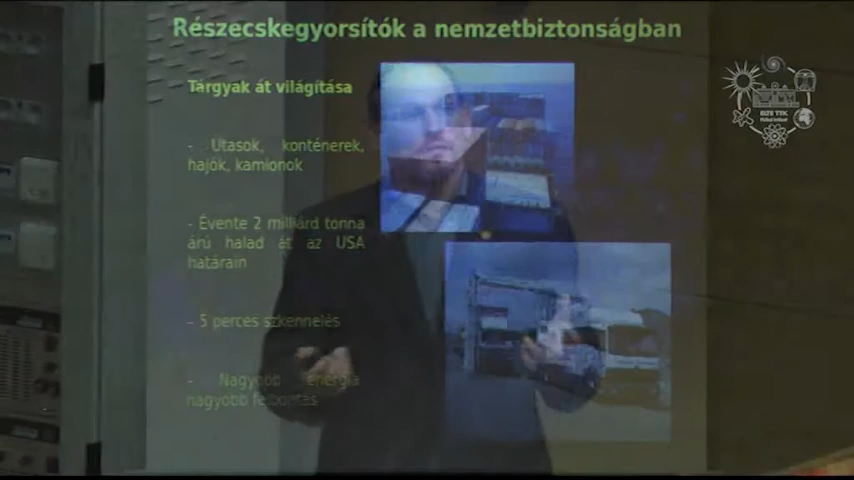 Részecskegyorsítók a nemzetbiztonságban
Tárgyak át világítása
- Utasok, konténerek,
hajók, kamionok
- Évente 2 milliárd tonna
árú halad át az USA
határain
- 5 perces szkennelés
- Nagyobb energia
nagyobb felbontás